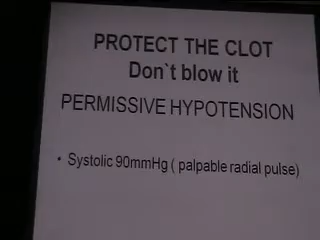 PROTECT THE CLOT
Don`t blow it
PERMISSIVE HYPOTENSION
• Systolic 90mmHg ( palpable radial pulse)